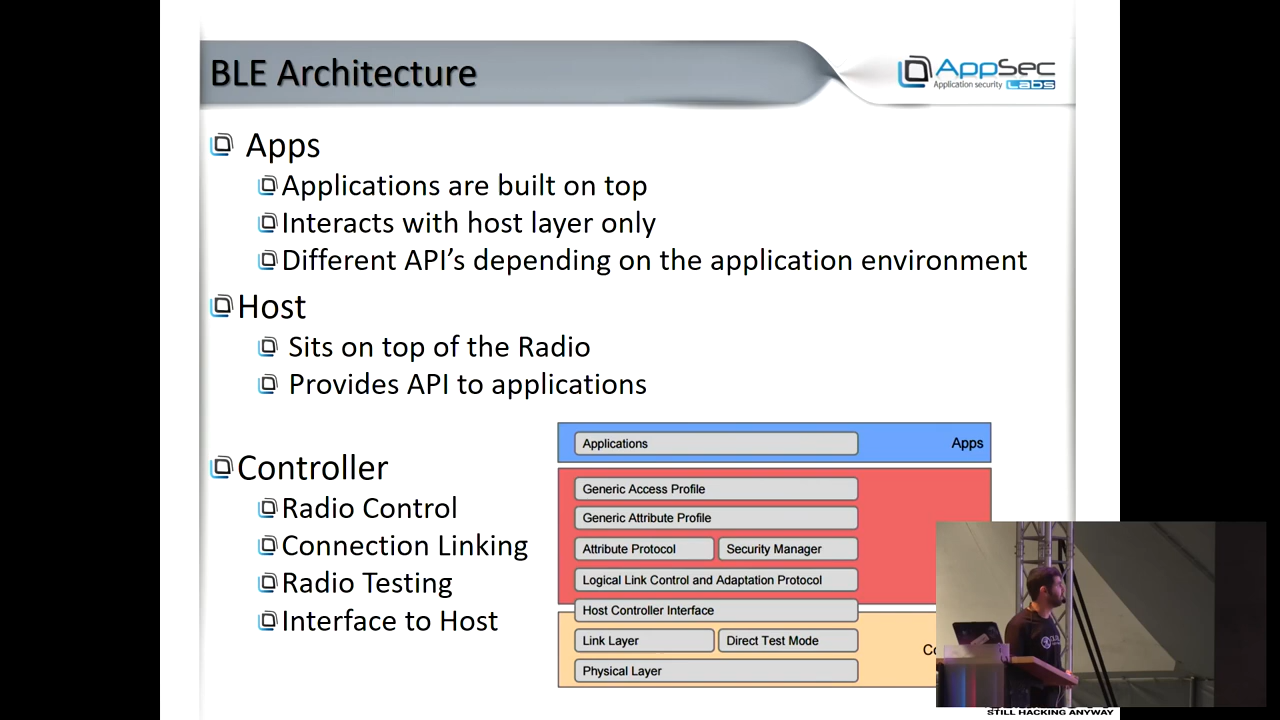 BLE Architecture
AppSec
Application security Labs
Apps
Applications are built on top
Interacts with host layer only
Different API’s depending on the application environment
Host
Sits on top of the Radio
Provides API to applications
Controller
Radio Control
Connection Linking
Radio Testing
Interface to Host
Applications Apps
Generic Access Profile
Generic Attribute Profile
Attribute Protocol Security Manager
Logical Link Control and Adaptation Protocol
Host Controller Interface
Link Layer Direct Test Mode
Physical Layer
STILL HACKING ANYWAY